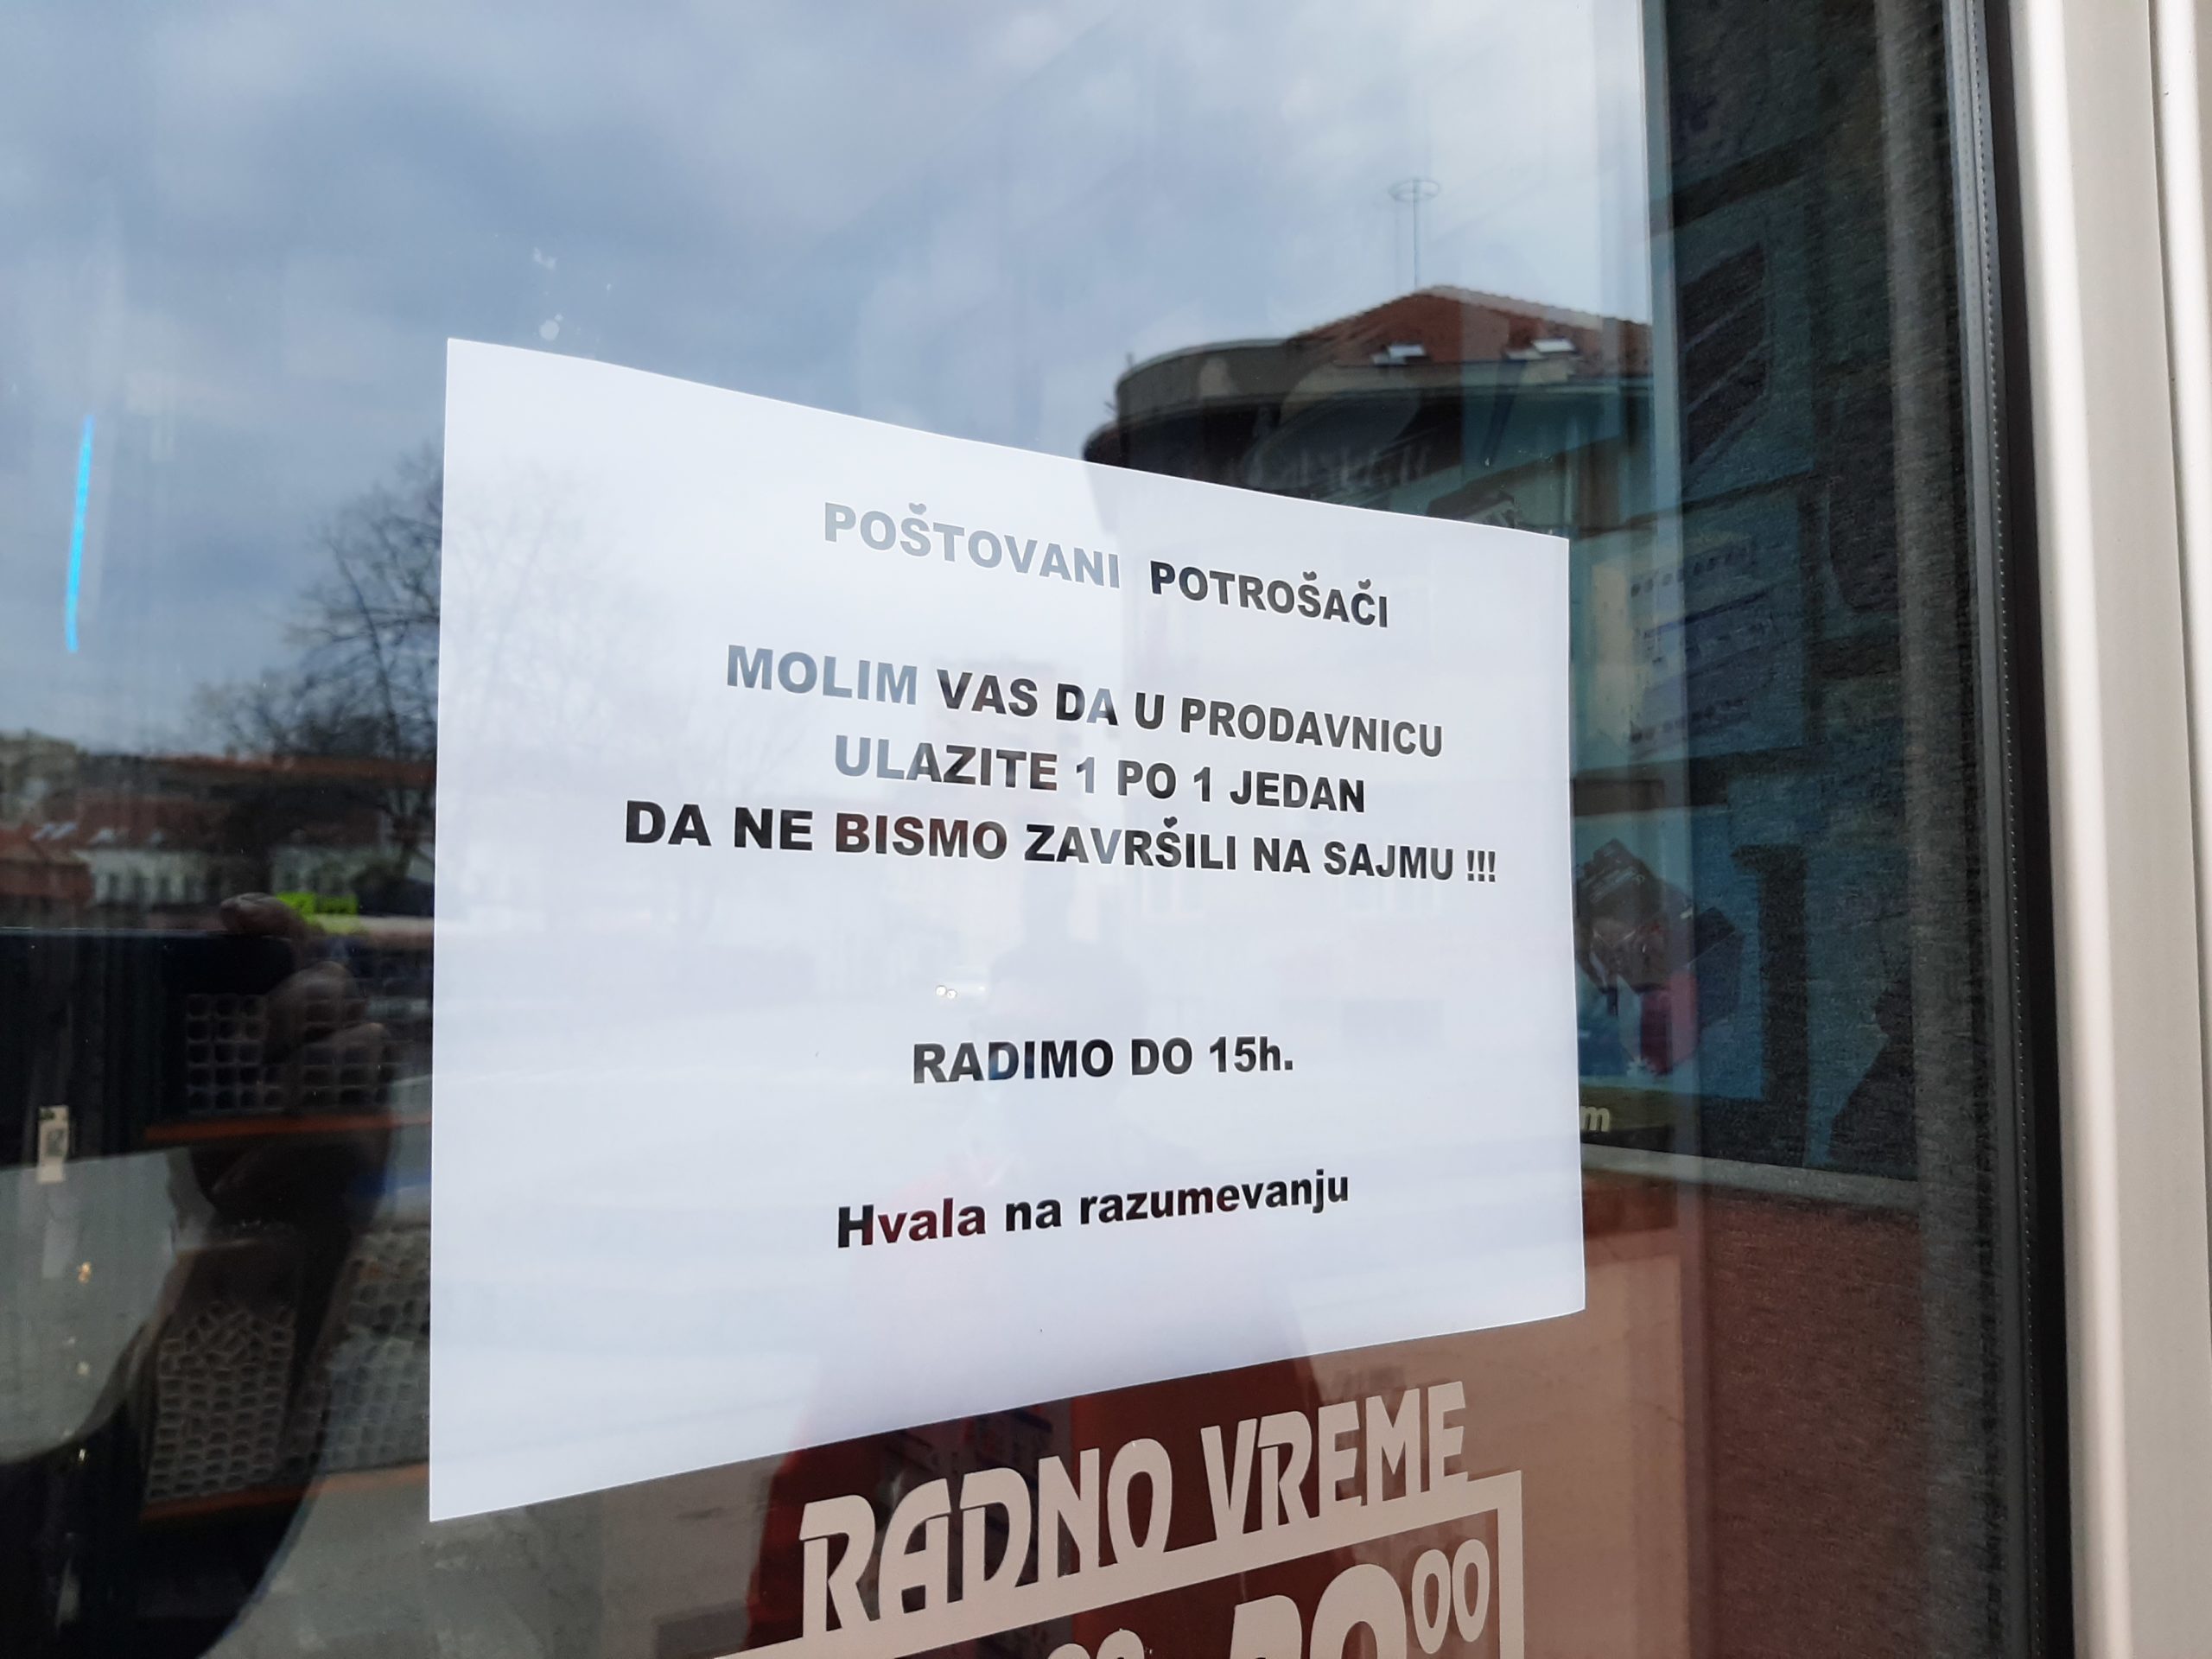 POŠTOVANI POTROŠAČI
MOLIM VAS DA U PRODAVNICU
ULAZITE 1 PO 1 JEDAN
DA NE BISMO ZAVRŠILI NA SAJMU !!!
RADIMO DO 15h.
Hvala na razumevanju
RADNO VREME